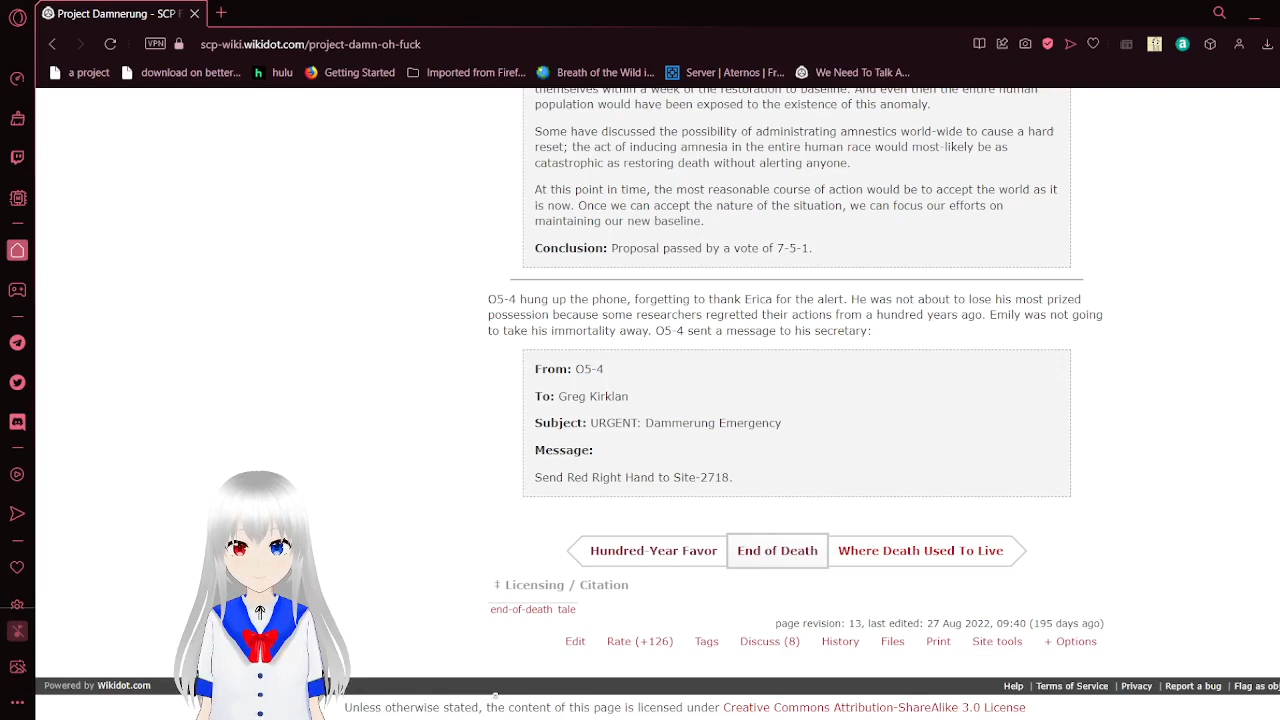 Project Damnerung - SCP F
VPN
scp-wiki.wikidot.com/project-damn-oh-fuck
a project
download on better...
hulu
Getting Started
Imported from Firef...
Breath of the Wild i...
Server | Aternos | Fr...
We Need To Talk A...
themselves within a week of the restoration to baseline. And even then the entire human
population would have been exposed to the existence of this anomaly.
Some have discussed the possibility of administrating amnestics world-wide to cause a hard
reset; the act of inducing amnesia in the entire human race would most-likely be as
catastrophic as restoring death without alerting anyone.
At this point in time, the most reasonable course of action would be to accept the world as it
is now. Once we can accept the nature of the situation, we can focus our efforts on
maintaining our new baseline.
Conclusion: Proposal passed by a vote of 7-5-1.
O5-4 hung up the phone, forgetting to thank Erica for the alert. He was not about to lose his most prized
possession because some researchers regretted their actions from a hundred years ago. Emily was not going
to take his immortality away. O5-4 sent a message to his secretary:
From: O5-4
To: Greg Kirklan
Subject: URGENT: Dammerung Emergency
Message:
Send Red Right Hand to Site-2718.
Hundred-Year Favor
End of Death
Where Death Used To Live
‡ Licensing / Citation
end-of-death tale
page revision: 13, last edited: 27 Aug 2022, 09:40 (195 days ago)
Edit Rate (+126) Tags Discuss (8) History Files Print Site tools + Options
Powered by Wikidot.com
Help | Terms of Service | Privacy | Report a bug | Flag as obj
Unless otherwise stated, the content of this page is licensed under Creative Commons Attribution-ShareAlike 3.0 License